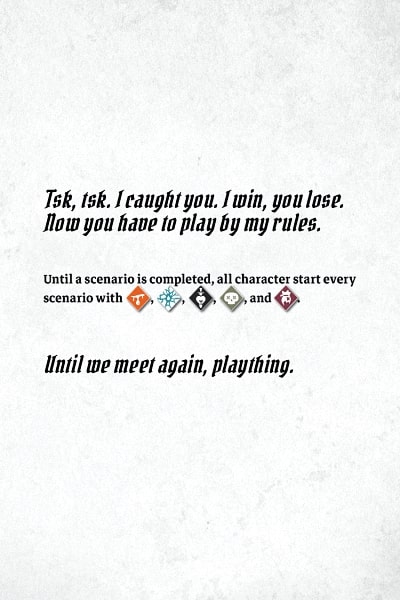 Tsk, tsk. I caught you. I win, you lose.
Now you have to play by my rules.
Until a scenario is completed, all character start every
scenario with , , , , and .
Until we meet again, plaything.